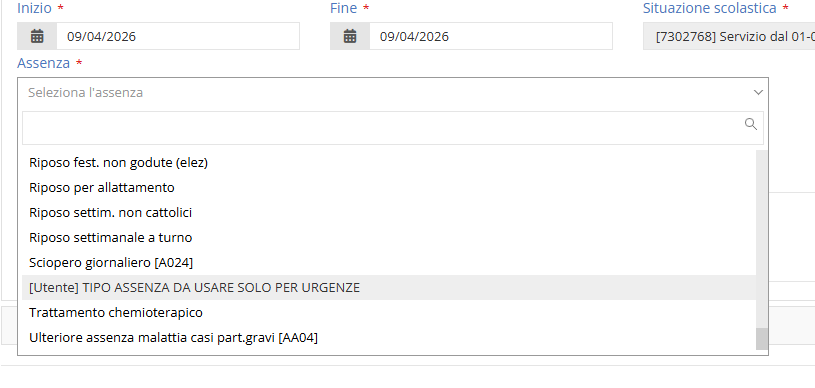 Inizio * Fine * Situazione scolastica *
09/04/2026 09/04/2026 [7302768] Servizio dal 01-0
Assenza *
Seleziona l'assenza
Riposo fest. non godute (elez)
Riposo per allattamento
Riposo settim. non cattolici
Riposo settimanale a turno
Sciopero giornaliero [A024]
[Utente] TIPO ASSENZA DA USARE SOLO PER URGENZE
Trattamento chemioterapico
Ulteriore assenza malattia casi part.gravi [AA04]